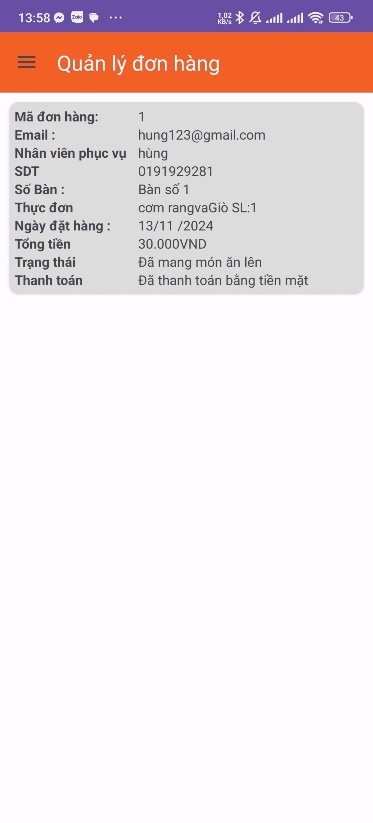 13:58 Zalo ... 1,02 KB/s 43
Quản lý đơn hàng
Mã đơn hàng: 1
Email : hung123@gmail.com
Nhân viên phục vụ hùng
SDT 0191929281
Số Bàn : Bàn số 1
Thực đơn cơm rangvaGiò SL:1
Ngày đặt hàng : 13/11 /2024
Tổng tiền 30.000VND
Trạng thái Đã mang món ăn lên
Thanh toán Đã thanh toán bằng tiền mặt